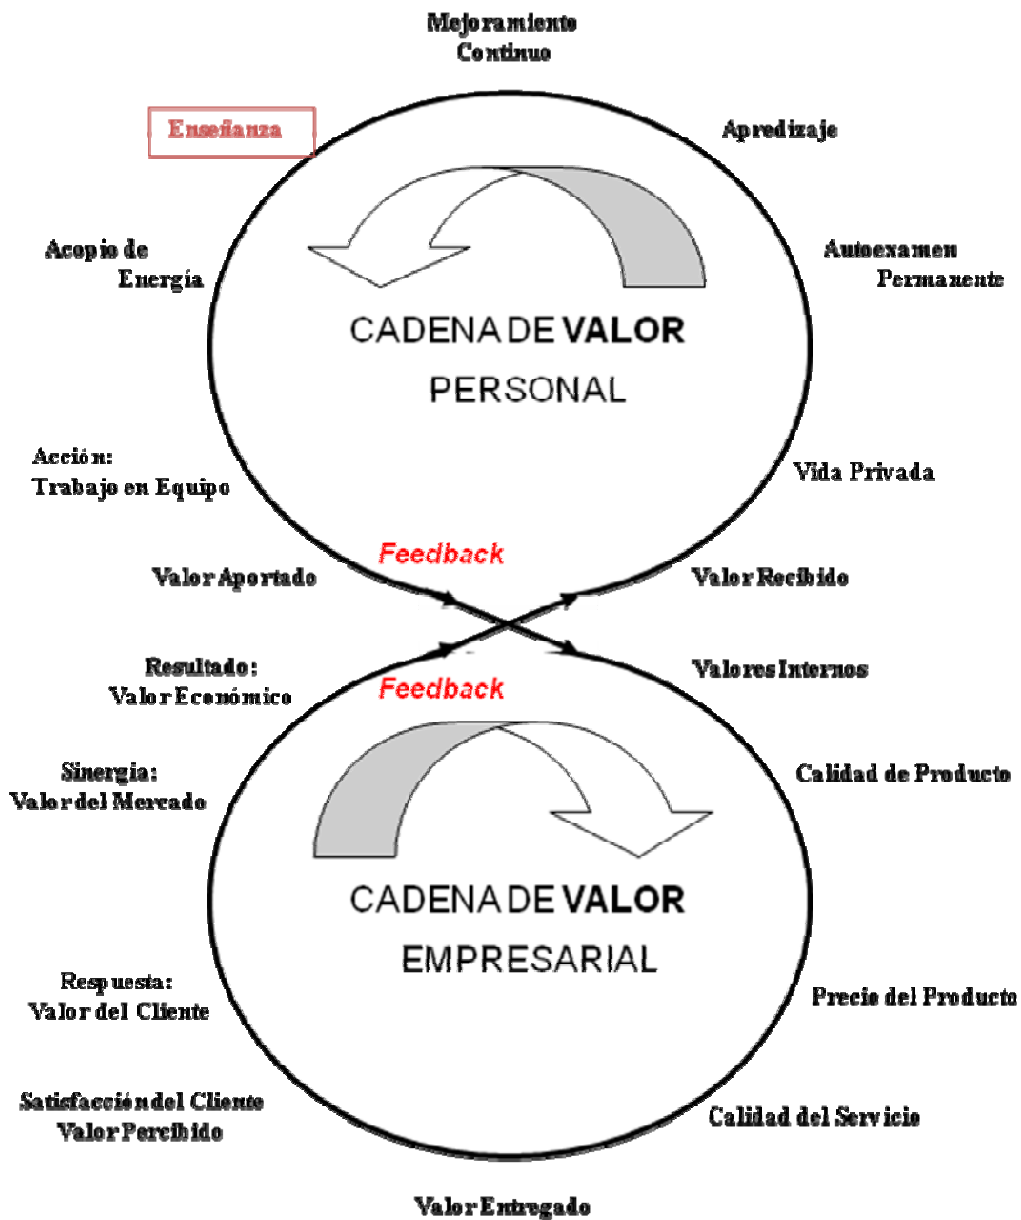 Mejoramiento
Continuo
Enseñanza
Apredizaje
Acopio de
Energía
Autoexamen
Permanente
CADENA DE VALOR
PERSONAL
Acción:
Trabajo en Equipo
Vida Privada
Feedback
Valor Aportado
Valor Recibido
Resultado:
Valor Económico
Valores Internos
Feedback
Sinergia:
Valor del Mercado
Calidad de Producto
CADENA DE VALOR
EMPRESARIAL
Respuesta:
Valor del Cliente
Precio del Producto
Satisfacción del Cliente
Valor Percibido
Calidad del Servicio
Valor Entregado